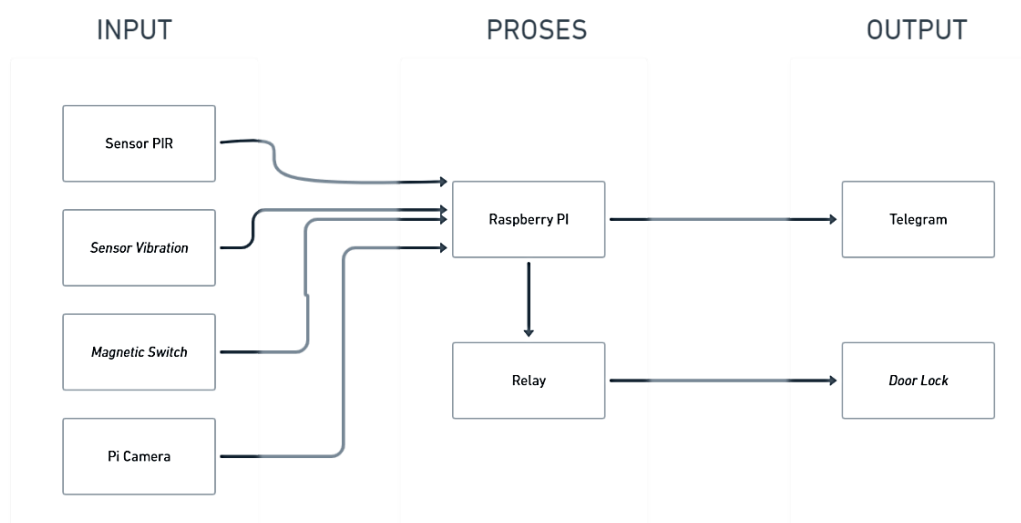 INPUT
PROSES
OUTPUT
Sensor PIR
Sensor Vibration
Magnetic Switch
Pi Camera
Raspberry PI
Relay
Telegram
Door Lock